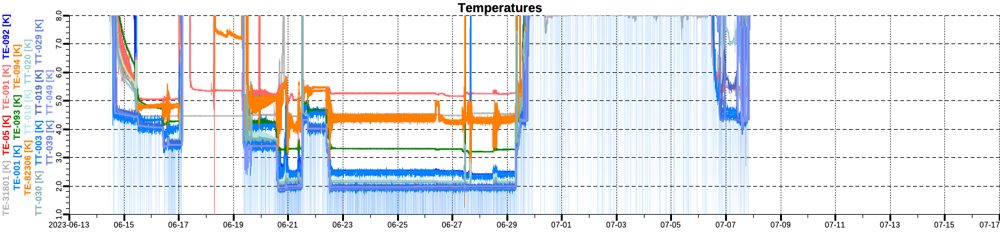 Temperatures
TE-31801 [K] TE-05 [K] TE-091 [K] TE-092 [K]
TE-001 [K] TE-093 [K] TE-094 [K]
TE-82306 [K] TT-010 [K] TT-020 [K]
TT-030 [K] TT-003 [K] TT-019 [K] TT-029 [K]
TT-039 [K] TT-049 [K]
8.0
7.0
6.0
5.0
4.0
3.0
2.0
1.0
2023-06-13 06-15 06-17 06-19 06-21 06-23 06-25 06-27 06-29 07-01 07-03 07-05 07-07 07-09 07-11 07-13 07-15 07-17